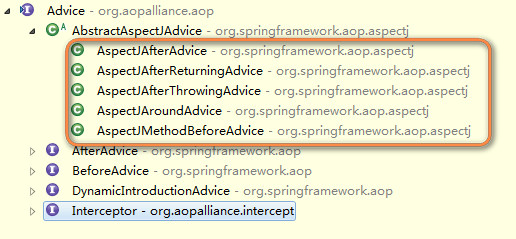 Advice - org.aopalliance.aop
AbstractAspectJAdvice - org.springframework.aop.aspectj
AspectJAfterAdvice - org.springframework.aop.aspectj
AspectJAfterReturningAdvice - org.springframework.aop.aspectj
AspectJAfterThrowingAdvice - org.springframework.aop.aspectj
AspectJAroundAdvice - org.springframework.aop.aspectj
AspectJMethodBeforeAdvice - org.springframework.aop.aspectj
AfterAdvice - org.springframework.aop
BeforeAdvice - org.springframework.aop
DynamicIntroductionAdvice - org.springframework.aop
Interceptor - org.aopalliance.intercept